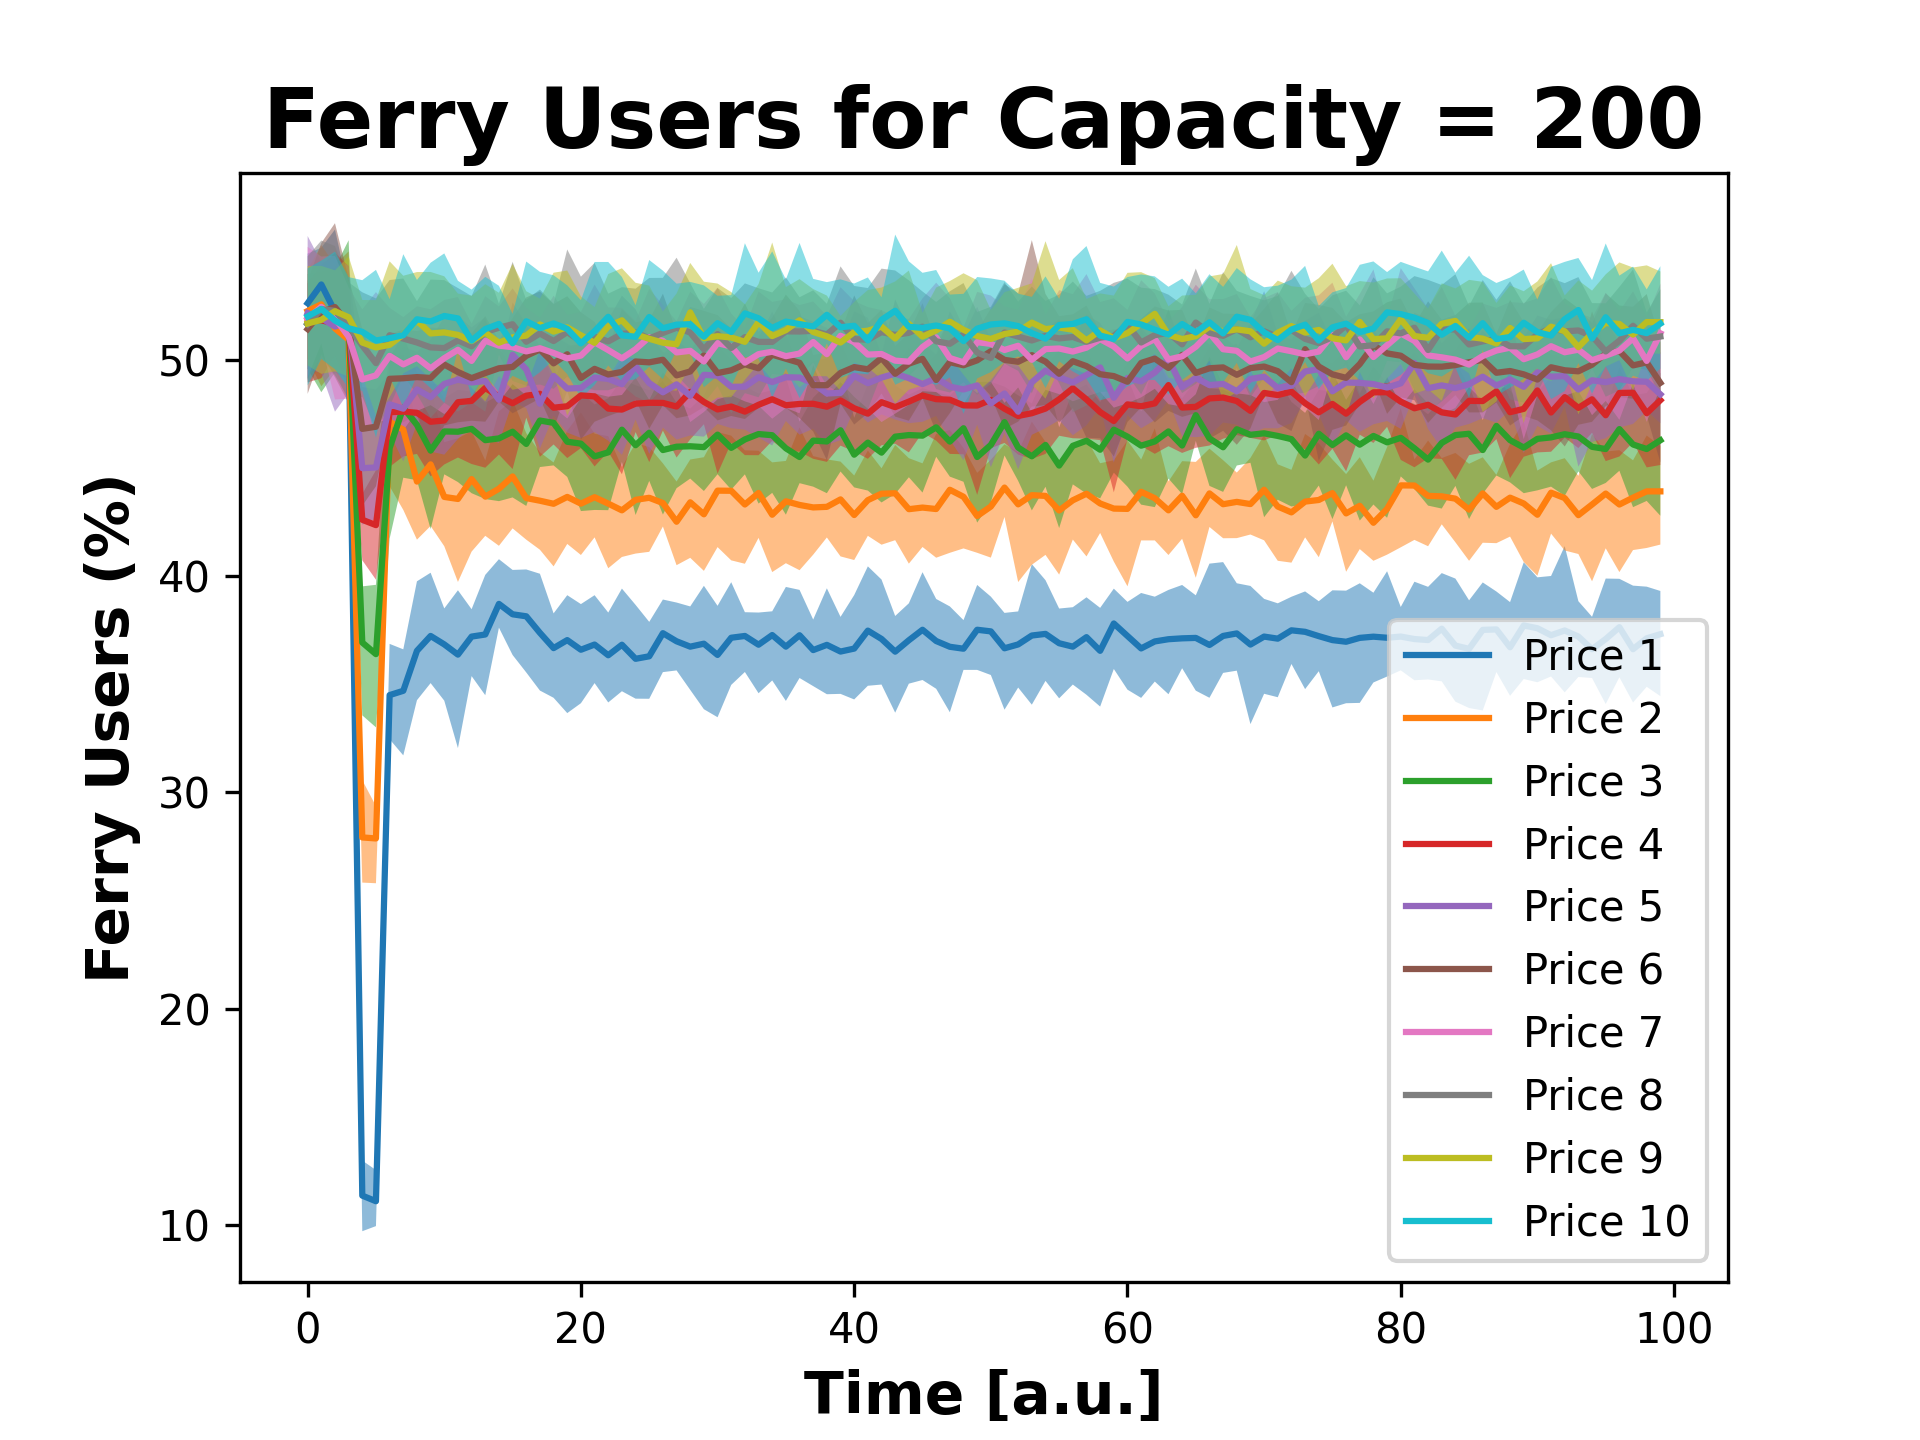 Ferry Users for Capacity = 200
Ferry Users (%)
50
40
30
20
10
Price 1
Price 2
Price 3
Price 4
Price 5
Price 6
Price 7
Price 8
Price 9
Price 10
0 20 40 60 80 100
Time [a.u.]